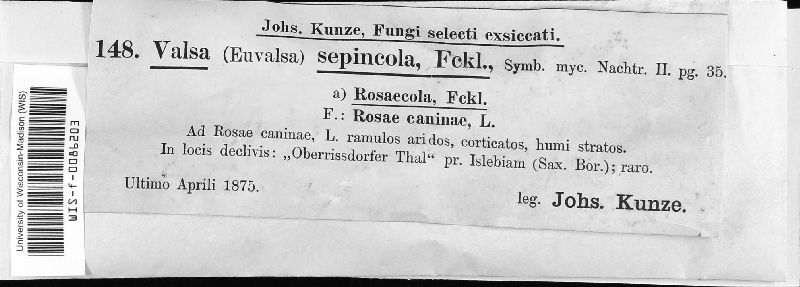 Johs. Kunze, Fungi selecti exsiccati.
148. Valsa (Euvalsa) sepincola, Fckl., Symb. myc. Nachtr. II. pg. 35.
a) Rosaecola, Fckl.
F.: Rosae caninae, L.
Ad Rosae caninae, L. ramulos aridos, corticatos, humi stratos.
In locis declivis: „Oberrissdorfer Thal“ pr. Islebiam (Sax. Bor.); raro.
Ultimo Aprili 1875.
leg. Johs. Kunze.
University of Wisconsin-Madison (WIS)
WIS-f-0086203